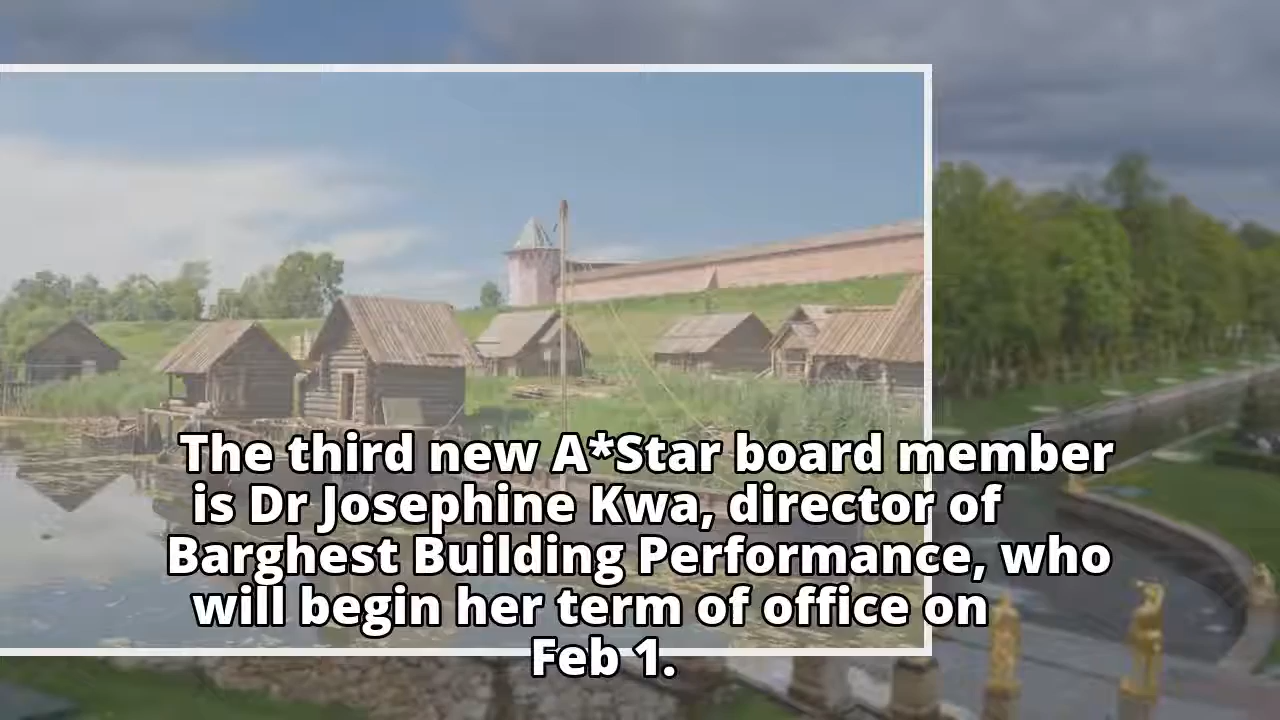 The third new A*Star board member
is Dr Josephine Kwa, director of
Barghest Building Performance, who
will begin her term of office on
Feb 1.